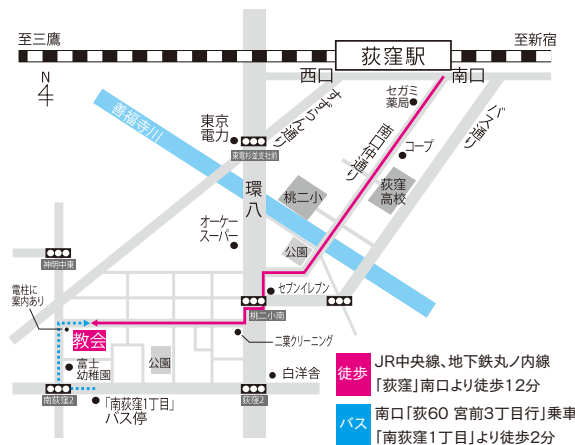 至三鷹
荻窪駅
至新宿
西口
南口
N
セガミ
薬局
すずらん通り
バス通り
善福寺川
東京
電力
南口仲通り
コープ
東電杉並支社前
荻窪
高校
環八
桃二小
オーケー
スーパー
公園
神明中東
電柱に
案内あり
セブンイレブン
桃二小南
教会
二葉クリーニング
富士
幼稚園
公園
白洋舎
南荻窪2
荻窪2
「南荻窪1丁目」
バス停
徒歩
JR中央線、地下鉄丸ノ内線
「荻窪」南口より徒歩12分
バス
南口「荻60 宮前3丁目行」乗車
「南荻窪1丁目」より徒歩2分